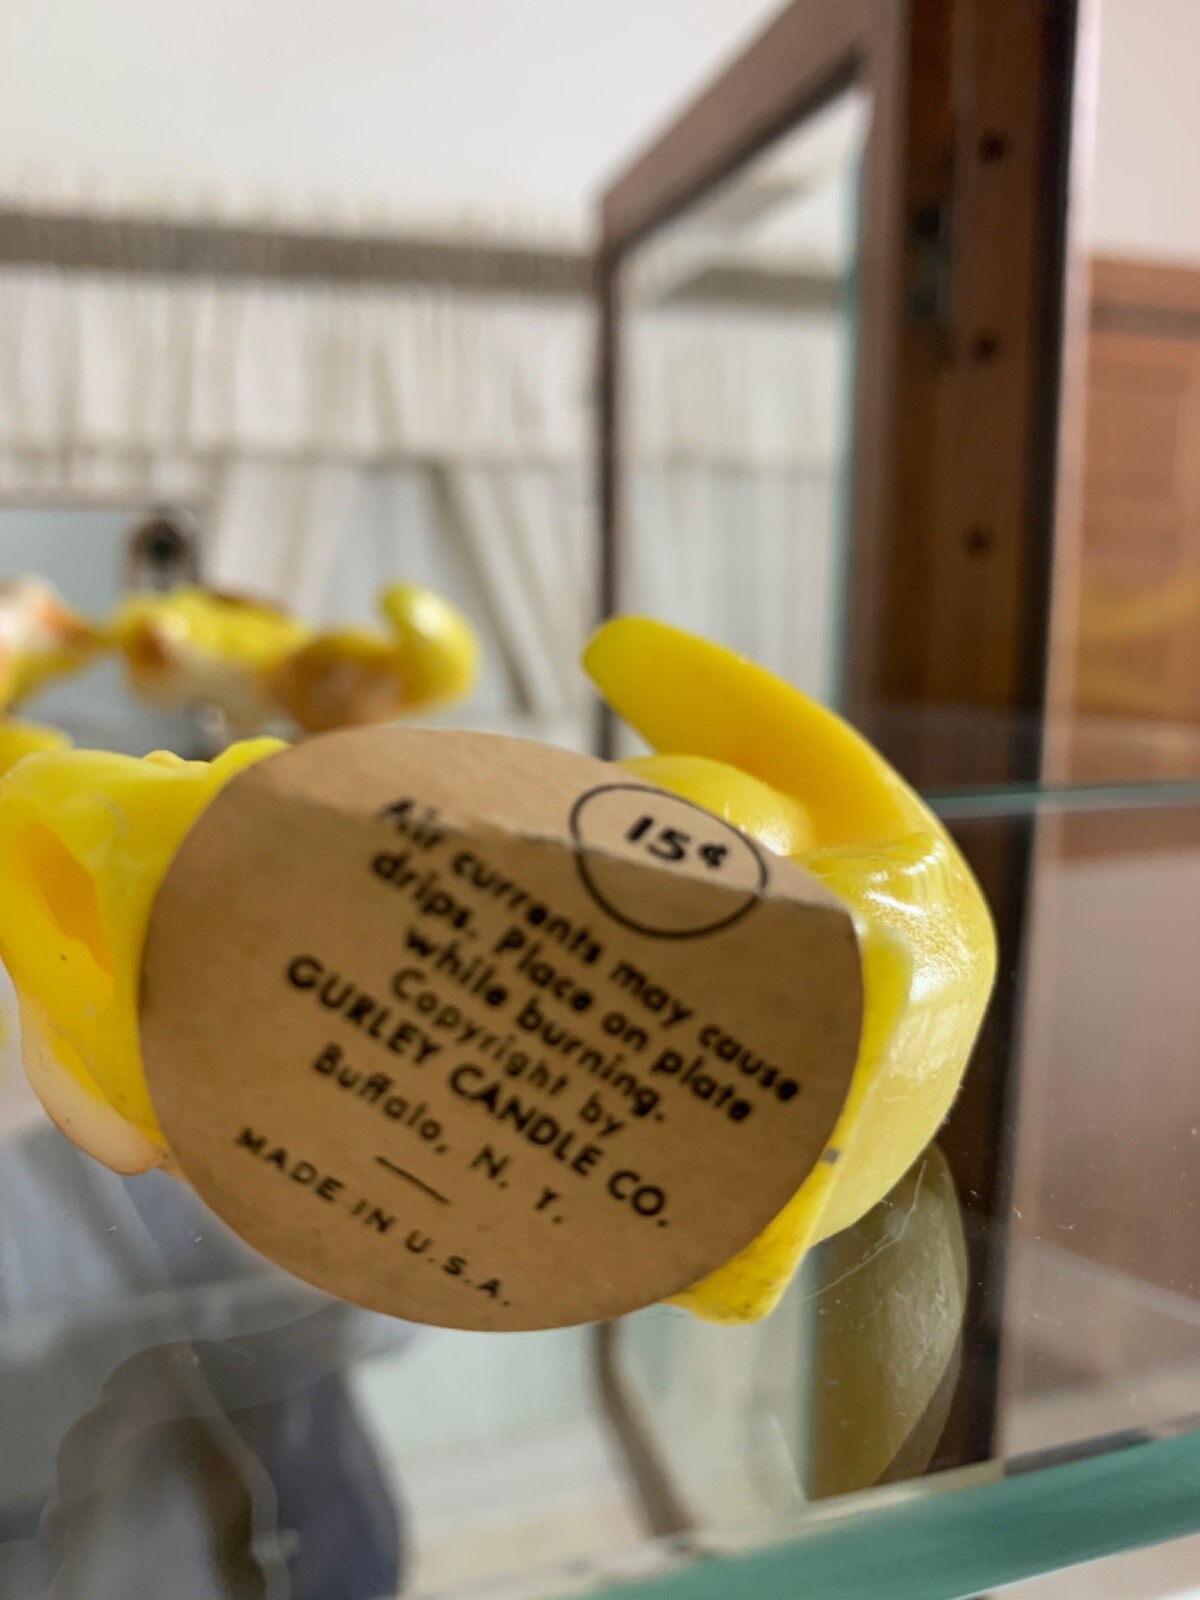 15¢
Air currents may cause
drips. Place on plate
while burning.
Copyright by
GURLEY CANDLE CO.
Buffalo, N. Y.
MADE IN U.S.A.